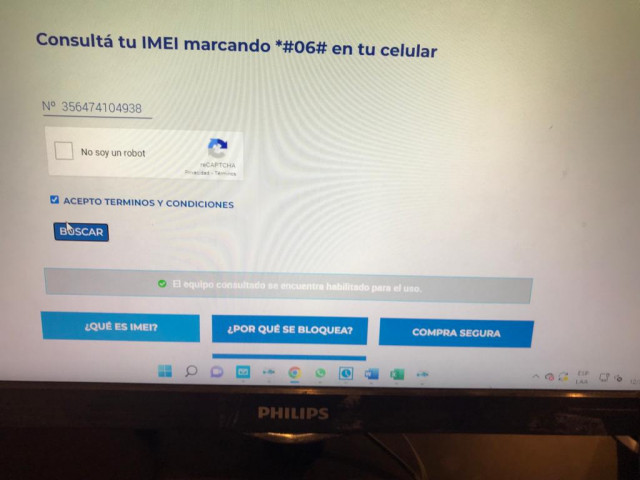 Consultá tu IMEI marcando *#06# en tu celular
Nº 356474104938
No soy un robot
reCAPTCHA
Privacidad - Términos
ACEPTO TERMINOS Y CONDICIONES
BUSCAR
El equipo consultado se encuentra habilitado para el uso.
¿QUÉ ES IMEI?
¿POR QUÉ SE BLOQUEA?
COMPRA SEGURA
ESP
LAA
PHILIPS